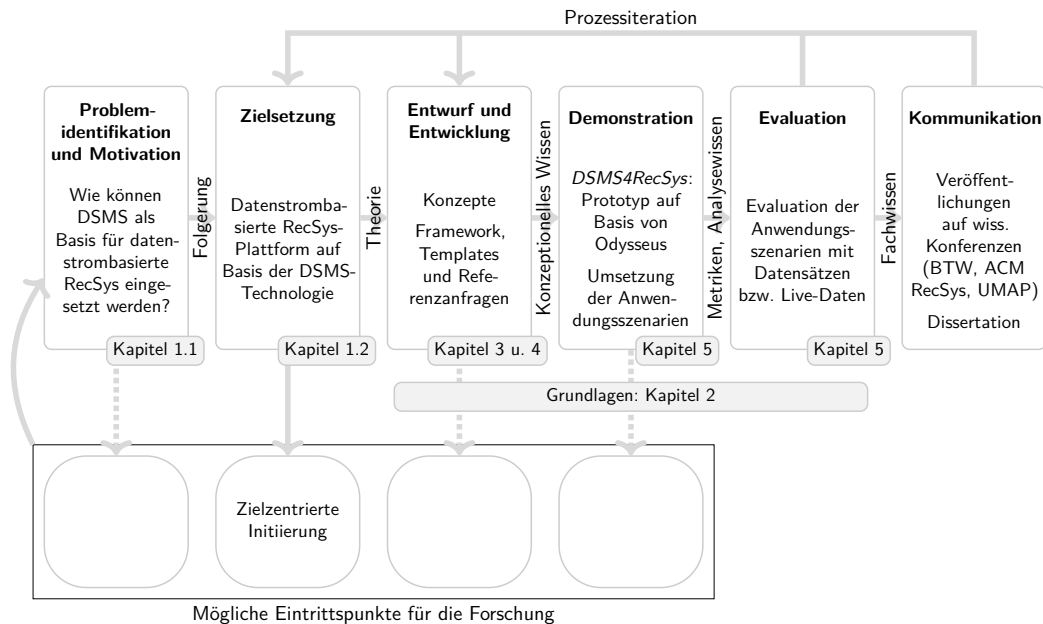 Prozessiteration
Problem-
identifikation
und Motivation
Wie können
DSMS als
Basis für daten-
strombasierte
RecSys einge-
setzt werden?
Kapitel 1.1
Folgerung
Zielsetzung
Datenstromba-
sierte RecSys-
Plattform auf
Basis der DSMS-
Technologie
Kapitel 1.2
Theorie
Entwurf und
Entwicklung
Konzepte
Framework,
Templates
und Refe-
renzanfragen
Kapitel 3 u. 4
Konzeptionelles Wissen
Demonstration
DSMS4RecSys:
Prototyp auf
Basis von
Odysseus
Umsetzung
der Anwen-
dungsszenarien
Kapitel 5
Metriken, Analysewissen
Evaluation
Evaluation der
Anwendungs-
szenarien mit
Datensätzen
bzw. Live-Daten
Kapitel 5
Fachwissen
Kommunikation
Veröffent-
lichungen
auf wiss.
Konferenzen
(BTW, ACM
RecSys, UMAP)
Dissertation
Grundlagen: Kapitel 2
Zielzentrierte
Initiierung
Mögliche Eintrittspunkte für die Forschung